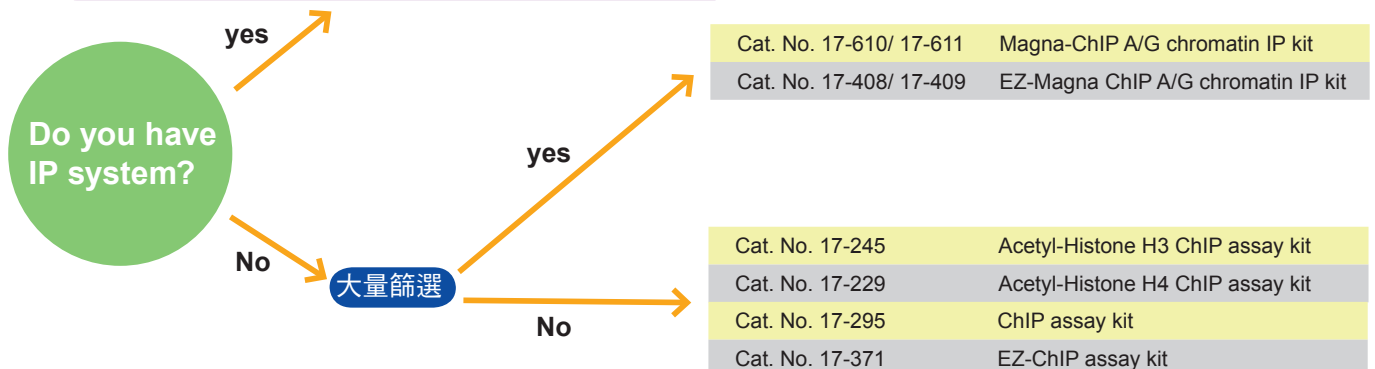 yes
Do you have
IP system?
No
大量篩選
yes
No
Cat. No. 17-610/ 17-611 Magna-ChIP A/G chromatin IP kit
Cat. No. 17-408/ 17-409 EZ-Magna ChIP A/G chromatin IP kit
Cat. No. 17-245 Acetyl-Histone H3 ChIP assay kit
Cat. No. 17-229 Acetyl-Histone H4 ChIP assay kit
Cat. No. 17-295 ChIP assay kit
Cat. No. 17-371 EZ-ChIP assay kit